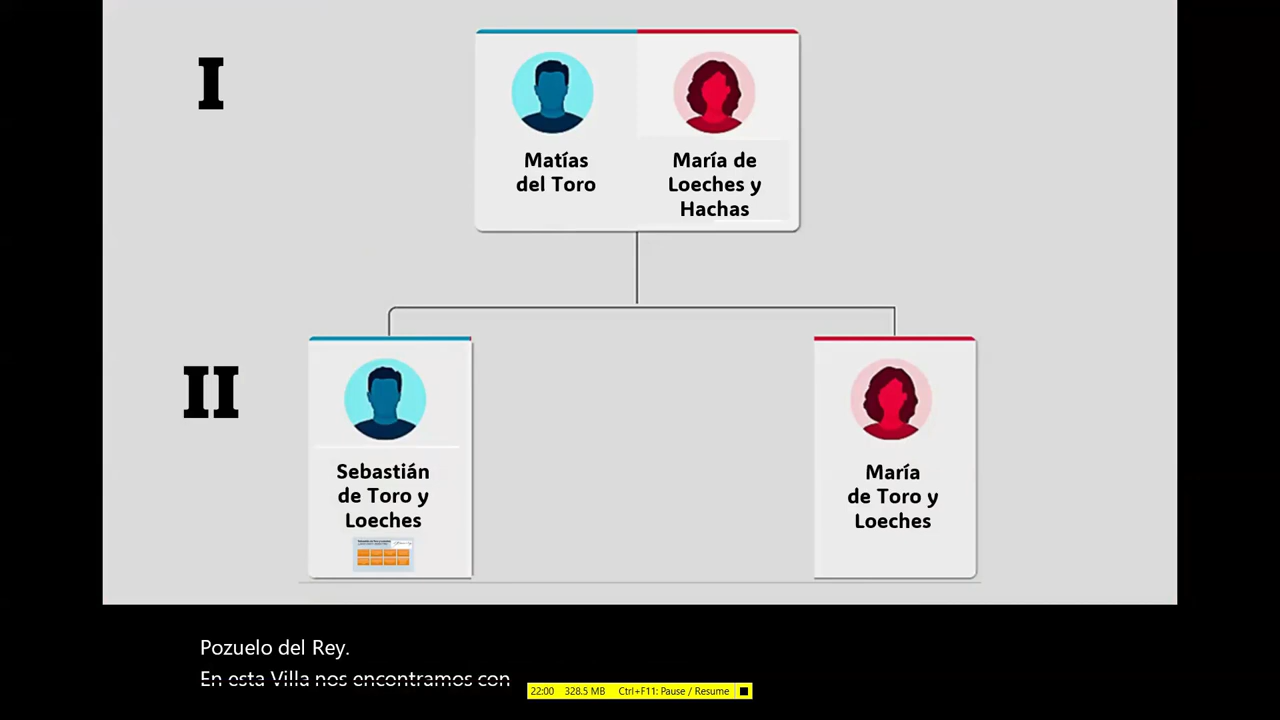 I
Matías
del Toro
María de
Loeches y
Hachas
II
Sebastián
de Toro y
Loeches
María
de Toro y
Loeches
Pozuelo del Rey.
En esta Villa nos encontramos con
22:00 328.5 MB Ctrl+F11: Pause / Resume